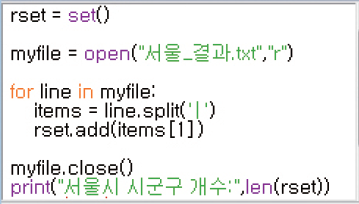 rset = set()
myfile = open("서울_결과.txt","r")
for line in myfile:
items = line.split('|')
rset.add(items[1])
myfile.close()
print("서울시 시군구 개수:",len(rset))